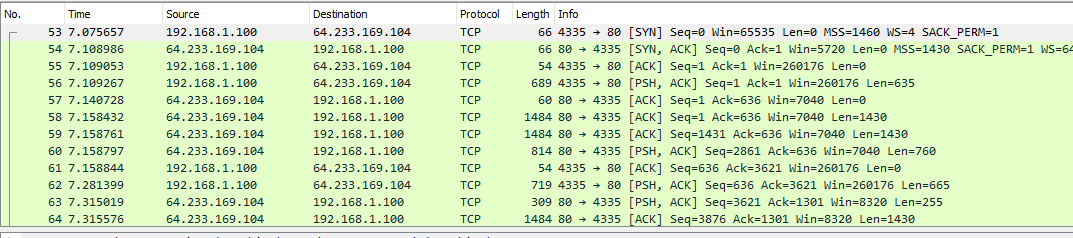 No. Time Source Destination Protocol Length Info
53 7.075657 192.168.1.100 64.233.169.104 TCP 66 4335 → 80 [SYN] Seq=0 Win=65535 Len=0 MSS=1460 WS=4 SACK_PERM=1
54 7.108986 64.233.169.104 192.168.1.100 TCP 66 80 → 4335 [SYN, ACK] Seq=0 Ack=1 Win=5720 Len=0 MSS=1430 SACK_PERM=1 WS=64
55 7.109053 192.168.1.100 64.233.169.104 TCP 54 4335 → 80 [ACK] Seq=1 Ack=1 Win=260176 Len=0
56 7.109267 192.168.1.100 64.233.169.104 TCP 689 4335 → 80 [PSH, ACK] Seq=1 Ack=1 Win=260176 Len=635
57 7.140728 64.233.169.104 192.168.1.100 TCP 60 80 → 4335 [ACK] Seq=1 Ack=636 Win=7040 Len=0
58 7.158432 64.233.169.104 192.168.1.100 TCP 1484 80 → 4335 [ACK] Seq=1 Ack=636 Win=7040 Len=1430
59 7.158761 64.233.169.104 192.168.1.100 TCP 1484 80 → 4335 [ACK] Seq=1431 Ack=636 Win=7040 Len=1430
60 7.158797 64.233.169.104 192.168.1.100 TCP 814 80 → 4335 [PSH, ACK] Seq=2861 Ack=636 Win=7040 Len=760
61 7.158844 192.168.1.100 64.233.169.104 TCP 54 4335 → 80 [ACK] Seq=636 Ack=3621 Win=260176 Len=0
62 7.281399 192.168.1.100 64.233.169.104 TCP 719 4335 → 80 [PSH, ACK] Seq=636 Ack=3621 Win=260176 Len=665
63 7.315019 64.233.169.104 192.168.1.100 TCP 309 80 → 4335 [PSH, ACK] Seq=3621 Ack=1301 Win=8320 Len=255
64 7.315576 64.233.169.104 192.168.1.100 TCP 1484 80 → 4335 [ACK] Seq=3876 Ack=1301 Win=8320 Len=1430